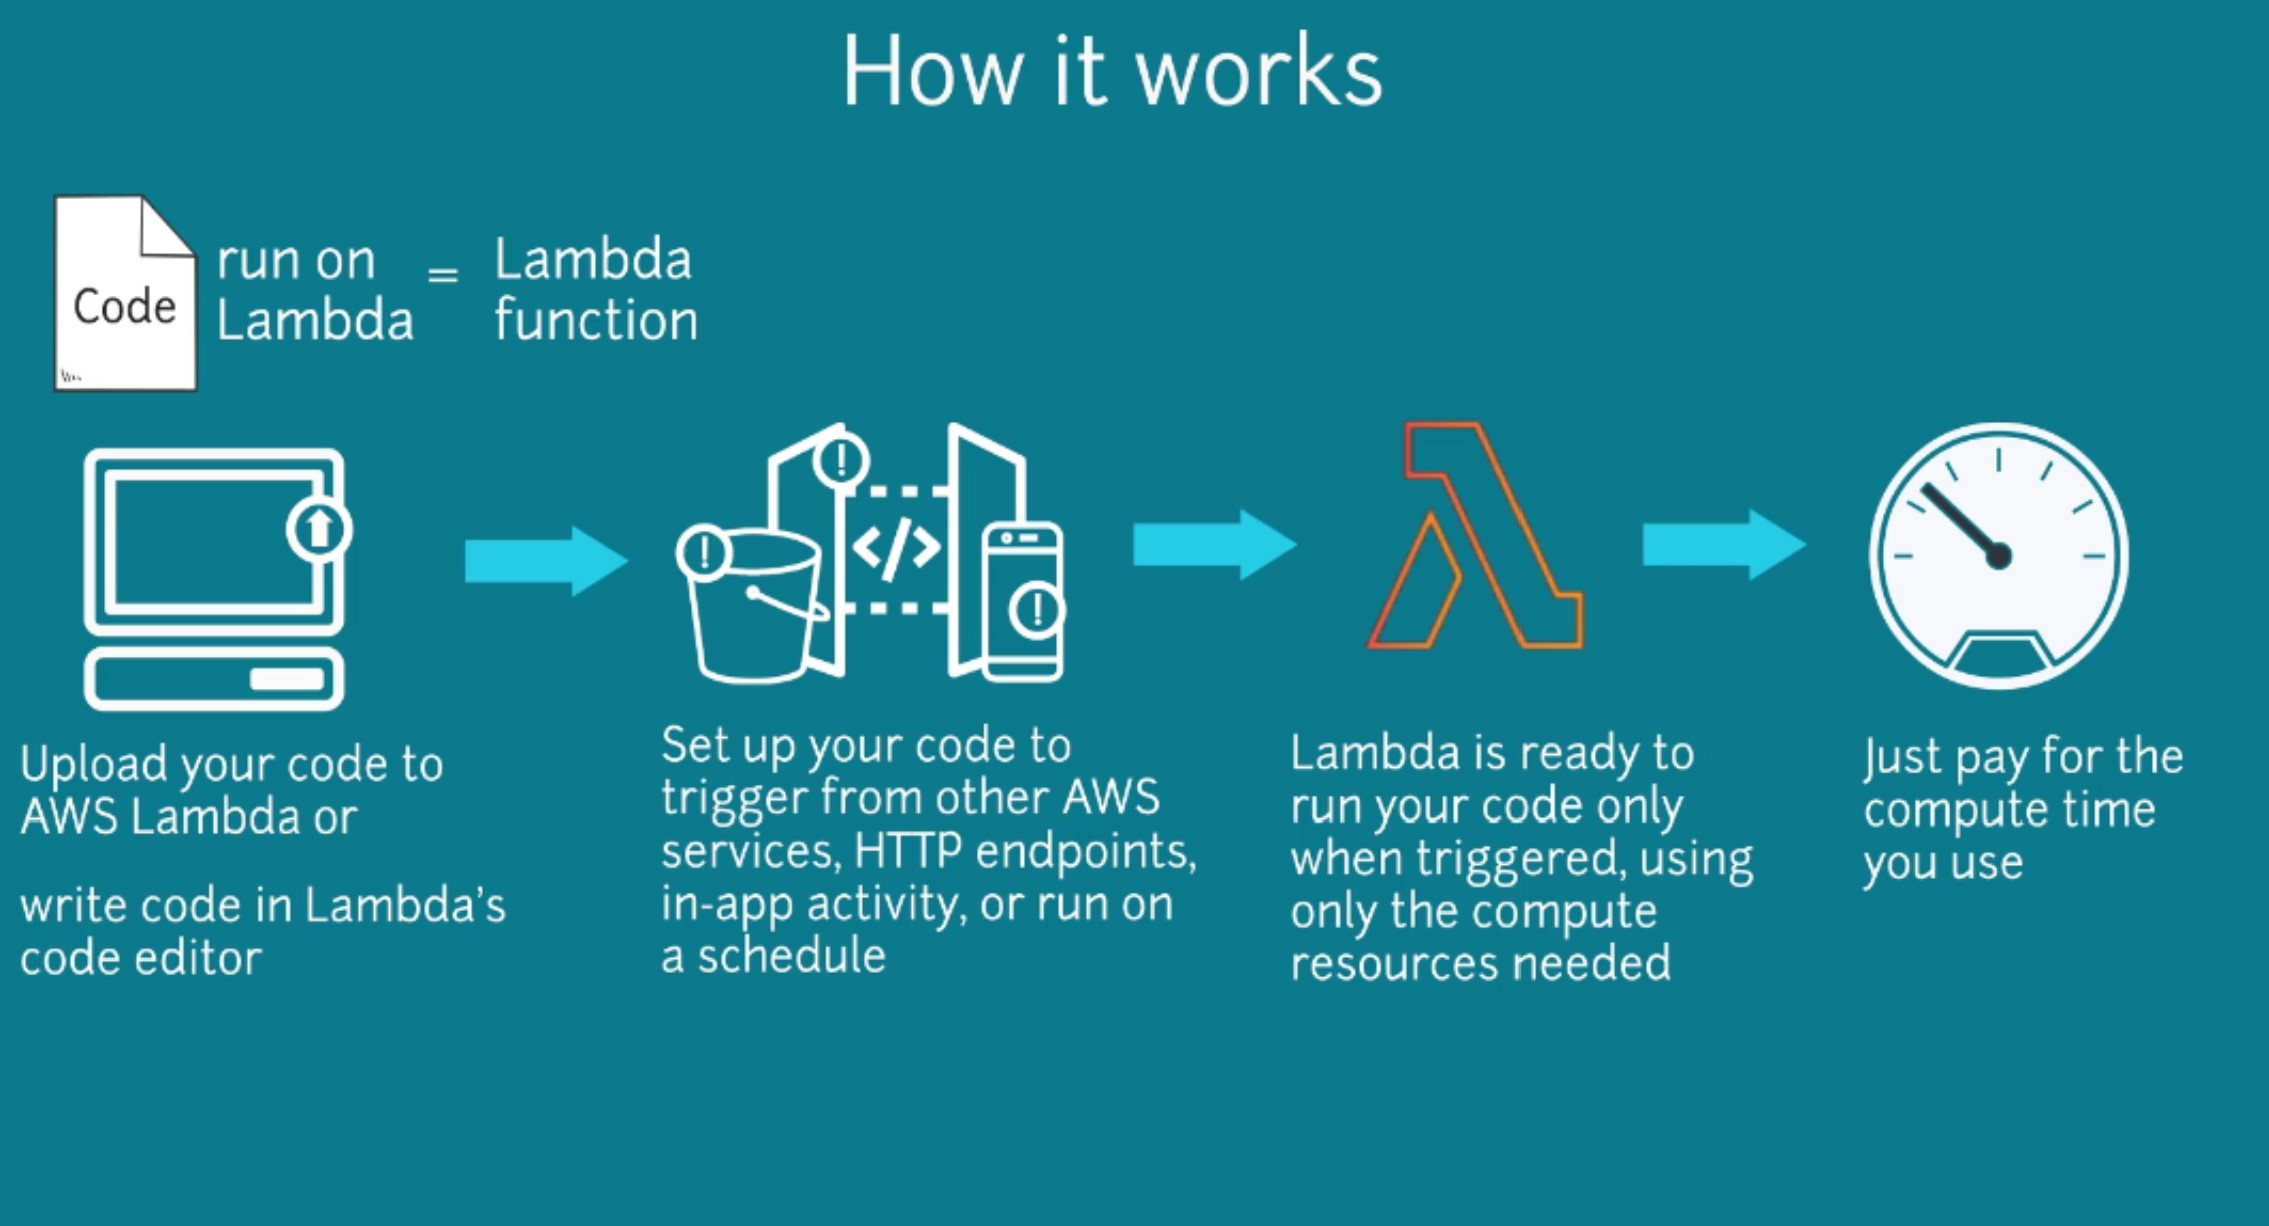 How it works
Code
run on
Lambda
=
Lambda
function
Upload your code to
AWS Lambda or
write code in Lambda’s
code editor
</>
Set up your code to
trigger from other AWS
services, HTTP endpoints,
in-app activity, or run on
a schedule
Lambda is ready to
run your code only
when triggered, using
only the compute
resources needed
Just pay for the
compute time
you use